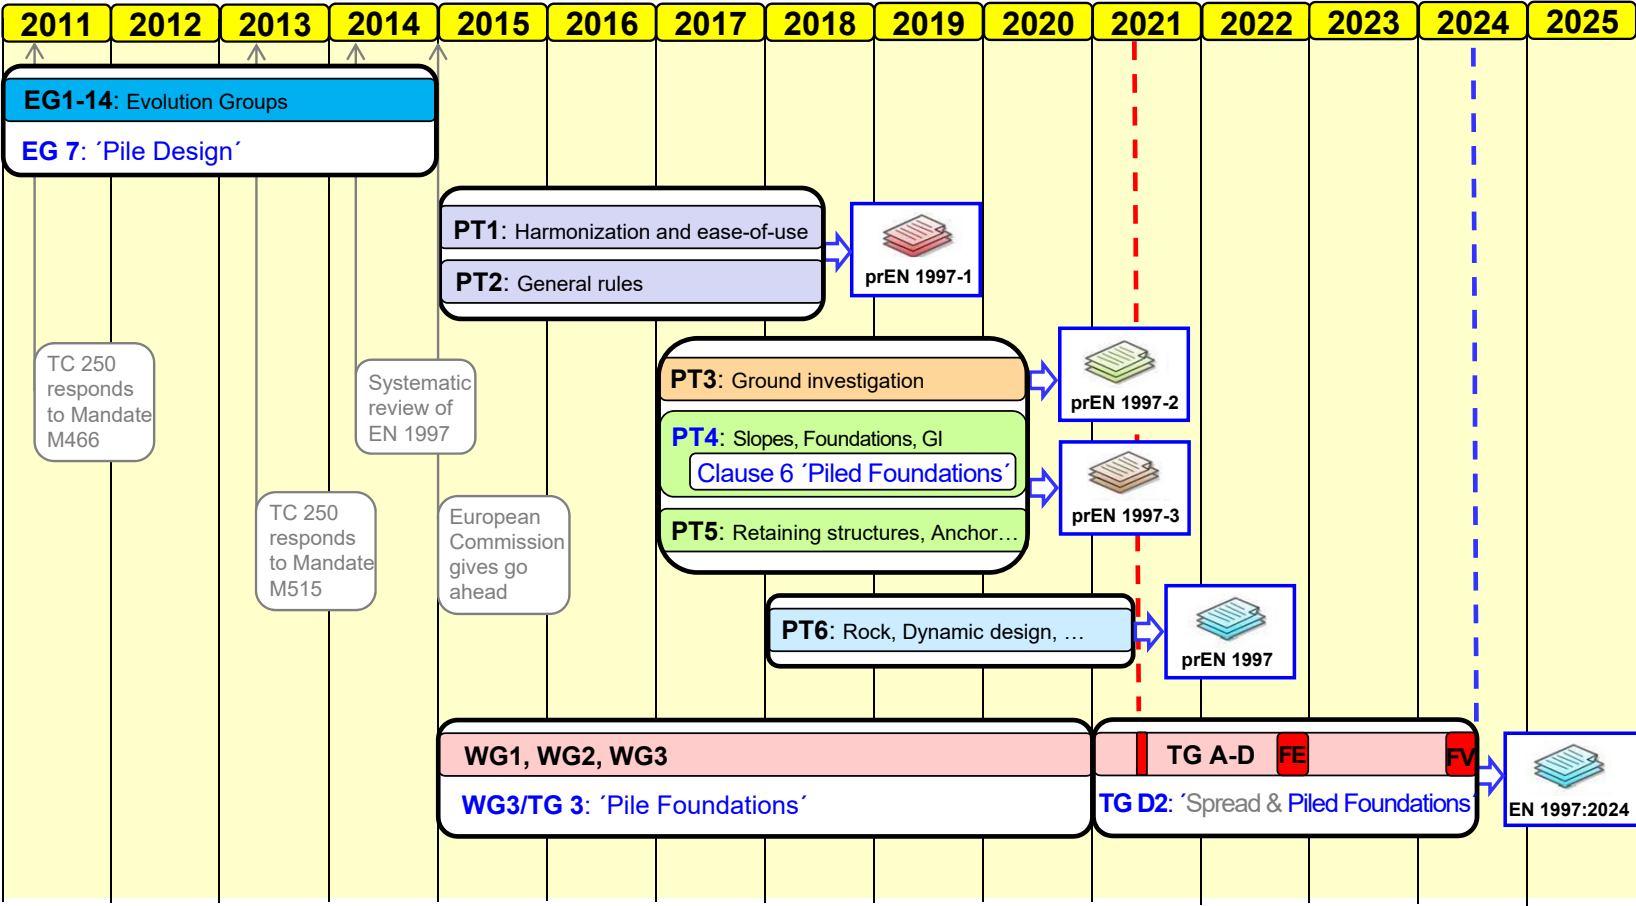 2011 2012 2013 2014 2015 2016 2017 2018 2019 2020 2021 2022 2023 2024 2025
EG1-14: Evolution Groups
EG 7: ´Pile Design´
PT1: Harmonization and ease-of-use
PT2: General rules
prEN 1997-1
TC 250
responds
to Mandate
M466
Systematic
review of
EN 1997
PT3: Ground investigation
prEN 1997-2
PT4: Slopes, Foundations, GI
Clause 6 ´Piled Foundations´
prEN 1997-3
PT5: Retaining structures, Anchor…
TC 250
responds
to Mandate
M515
European
Commission
gives go
ahead
PT6: Rock, Dynamic design, …
prEN 1997
WG1, WG2, WG3
WG3/TG 3: ´Pile Foundations´
TG A-D
FE
FV
TG D2: ´Spread & Piled Foundations´
EN 1997:2024